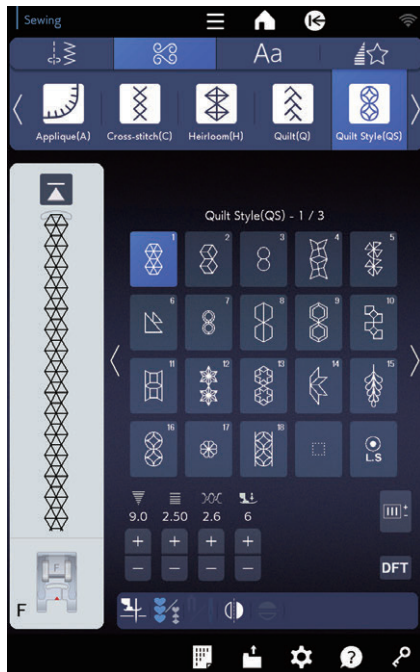 Sewing
Aa
Applique(A) Cross-stitch(C) Heirloom(H) Quilt(Q) Quilt Style(QS)
Quilt Style(QS) - 1 / 3
1 2 3 4 5
6 7 8 9 10
11 12 13 14 15
16 17 18
L.S
9.0 2.50 2.6 6
+ + + +
- - - -
DFT
F
F
?